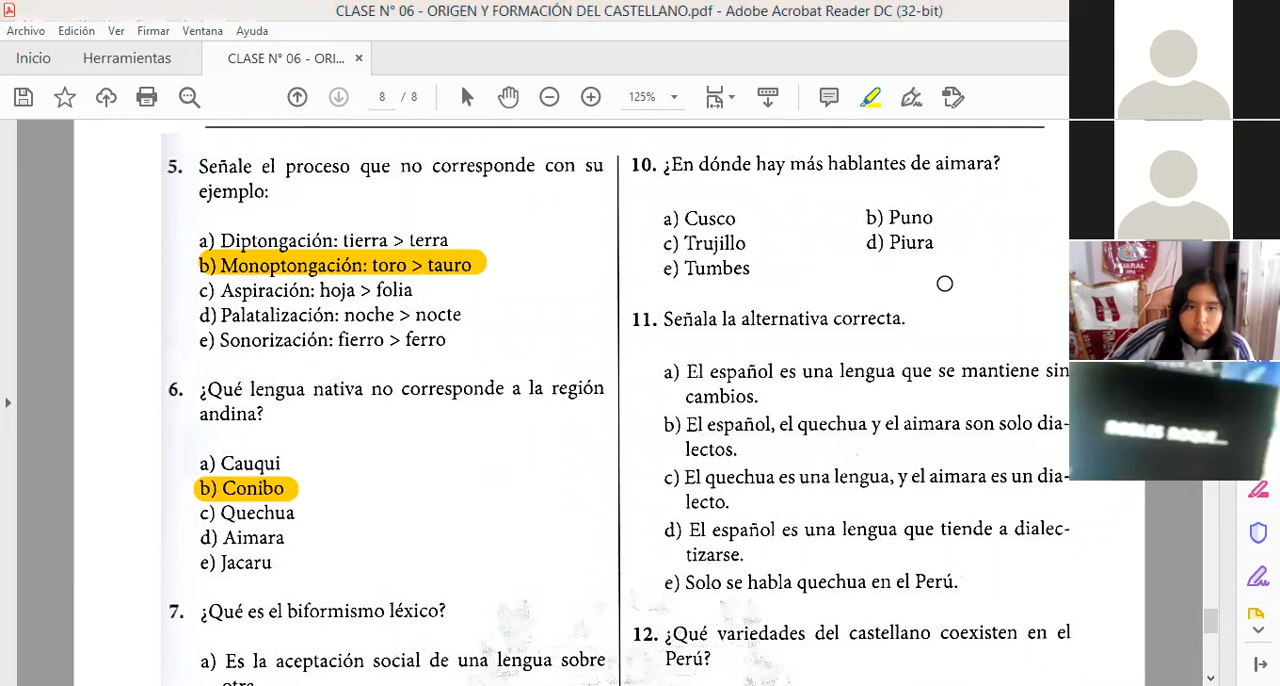 CLASE N° 06 - ORIGEN Y FORMACIÓN DEL CASTELLANO.pdf - Adobe Acrobat Reader DC (32-bit)
Archivo Edición Ver Firmar Ventana Ayuda
Inicio Herramientas CLASE N° 06 - ORI... ×
8 / 8 125%
5. Señale el proceso que no corresponde con su
ejemplo:
a) Diptongación: tierra > terra
b) Monoptongación: toro > tauro
c) Aspiración: hoja > folia
d) Palatalización: noche > nocte
e) Sonorización: fierro > ferro
6. ¿Qué lengua nativa no corresponde a la región
andina?
a) Cauqui
b) Conibo
c) Quechua
d) Aimara
e) Jacaru
7. ¿Qué es el biformismo léxico?
a) Es la aceptación social de una lengua sobre
otra.
10. ¿En dónde hay más hablantes de aimara?
a) Cusco b) Puno
c) Trujillo d) Piura
e) Tumbes
11. Señala la alternativa correcta.
a) El español es una lengua que se mantiene sin
cambios.
b) El español, el quechua y el aimara son solo dia-
lectos.
c) El quechua es una lengua, y el aimara es un dia-
lecto.
d) El español es una lengua que tiende a dialec-
tizarse.
e) Solo se habla quechua en el Perú.
12. ¿Qué variedades del castellano coexisten en el
Perú?